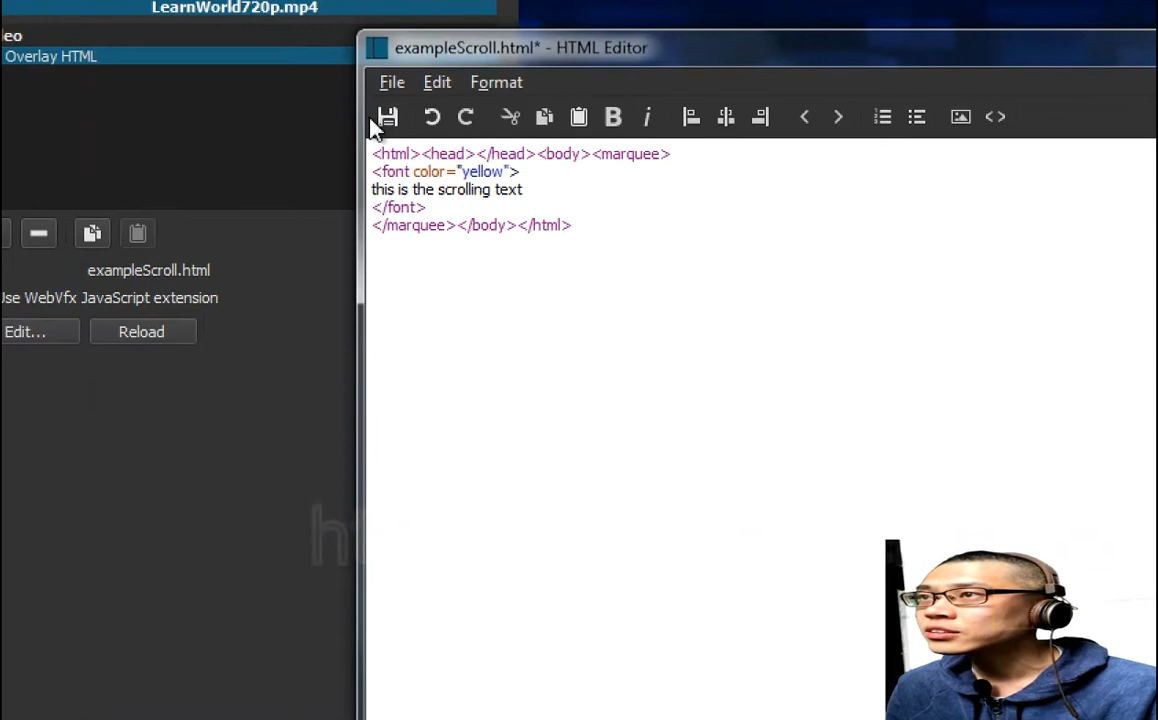 LearnWorld720p.mp4
eo
Overlay HTML
exampleScroll.html* - HTML Editor
File Edit Format
<html><head></head><body><marquee>
<font color="yellow">
this is the scrolling text
</font>
</marquee></body></html>
exampleScroll.html
Use WebVfx JavaScript extension
Edit... Reload